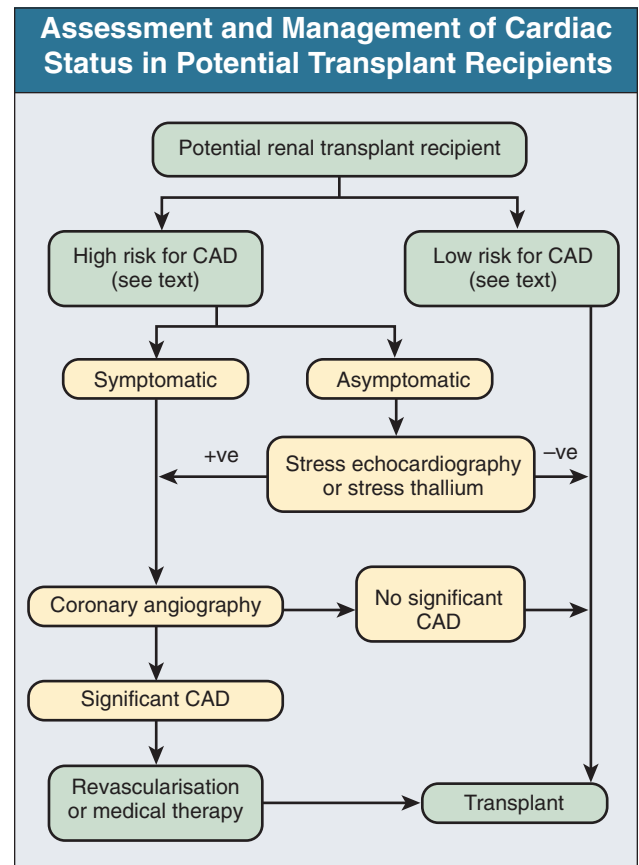 Assessment and Management of Cardiac
Status in Potential Transplant Recipients
Potential renal transplant recipient
High risk for CAD
(see text)
Low risk for CAD
(see text)
Symptomatic
Asymptomatic
+ve
Stress echocardiography
or stress thallium
–ve
Coronary angiography
No significant
CAD
Significant CAD
Revascularisation
or medical therapy
Transplant